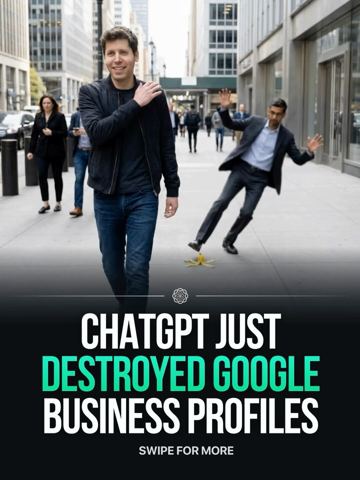 CHATGPT JUST
DESTROYED GOOGLE
BUSINESS PROFILES
SWIPE FOR MORE